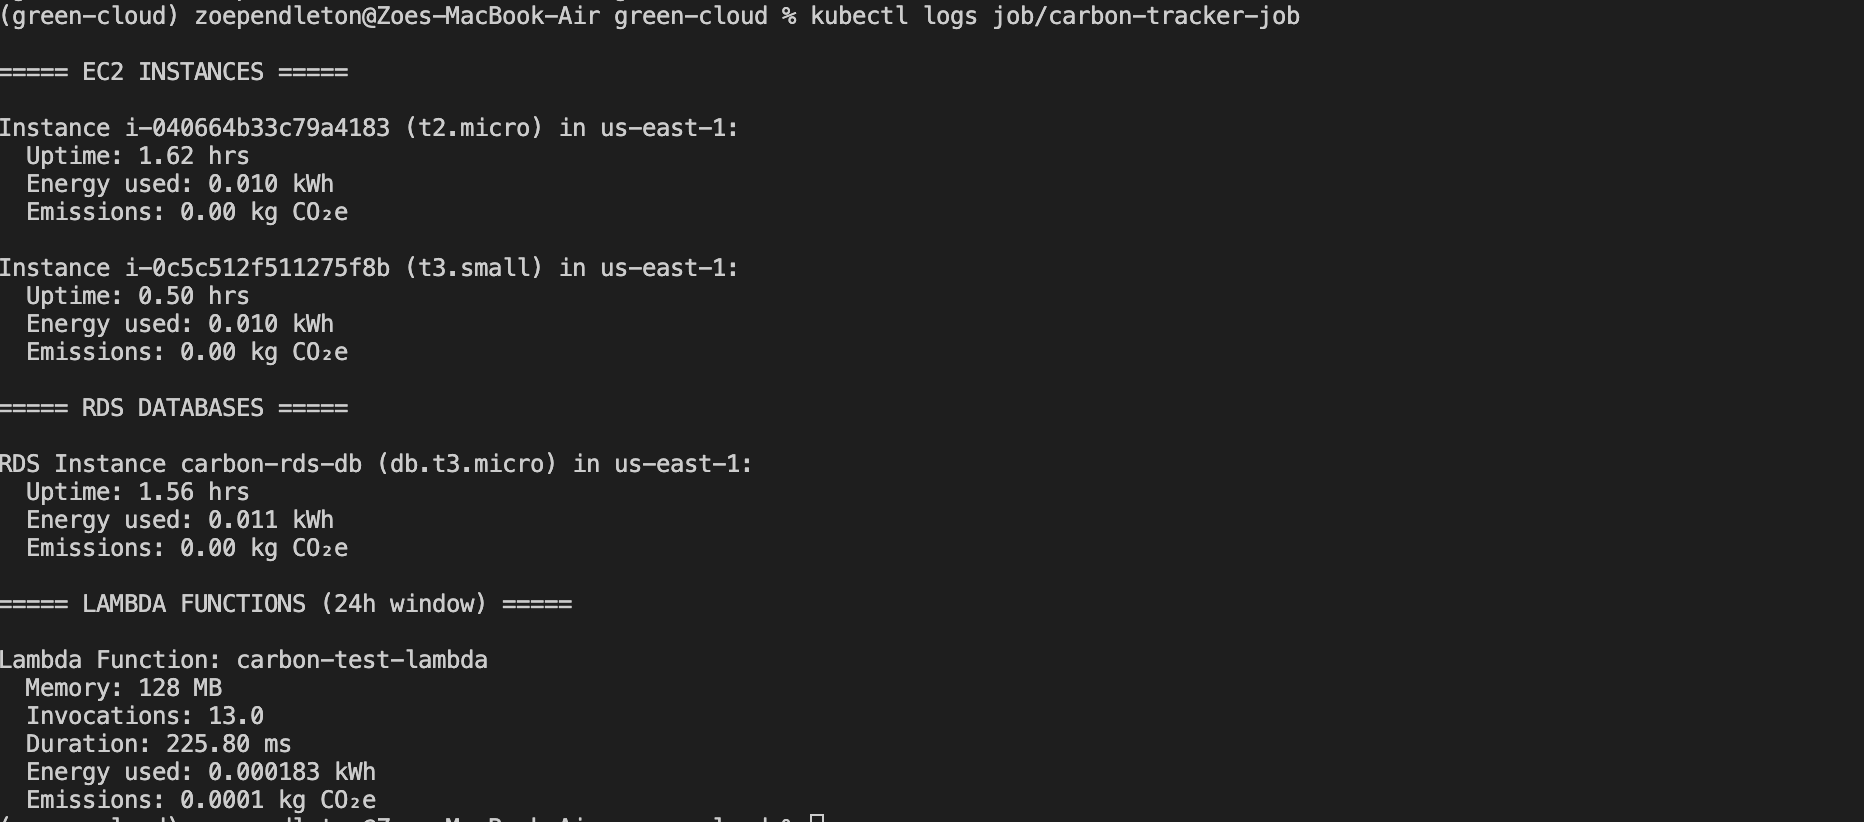 (green-cloud) zoependleton@Zoes-MacBook-Air green-cloud % kubectl logs job/carbon-tracker-job
===== EC2 INSTANCES =====
Instance i-040664b33c79a4183 (t2.micro) in us-east-1:
Uptime: 1.62 hrs
Energy used: 0.010 kWh
Emissions: 0.00 kg CO₂e
Instance i-0c5c512f511275f8b (t3.small) in us-east-1:
Uptime: 0.50 hrs
Energy used: 0.010 kWh
Emissions: 0.00 kg CO₂e
===== RDS DATABASES =====
RDS Instance carbon-rds-db (db.t3.micro) in us-east-1:
Uptime: 1.56 hrs
Energy used: 0.011 kWh
Emissions: 0.00 kg CO₂e
===== LAMBDA FUNCTIONS (24h window) =====
Lambda Function: carbon-test-lambda
Memory: 128 MB
Invocations: 13.0
Duration: 225.80 ms
Energy used: 0.000183 kWh
Emissions: 0.0001 kg CO₂e